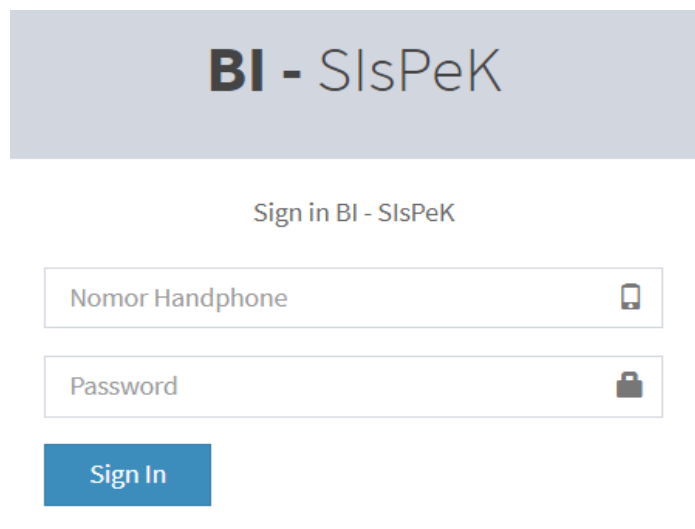 BI - SIsPeK
Sign in BI - SIsPeK
Nomor Handphone
Password
Sign In